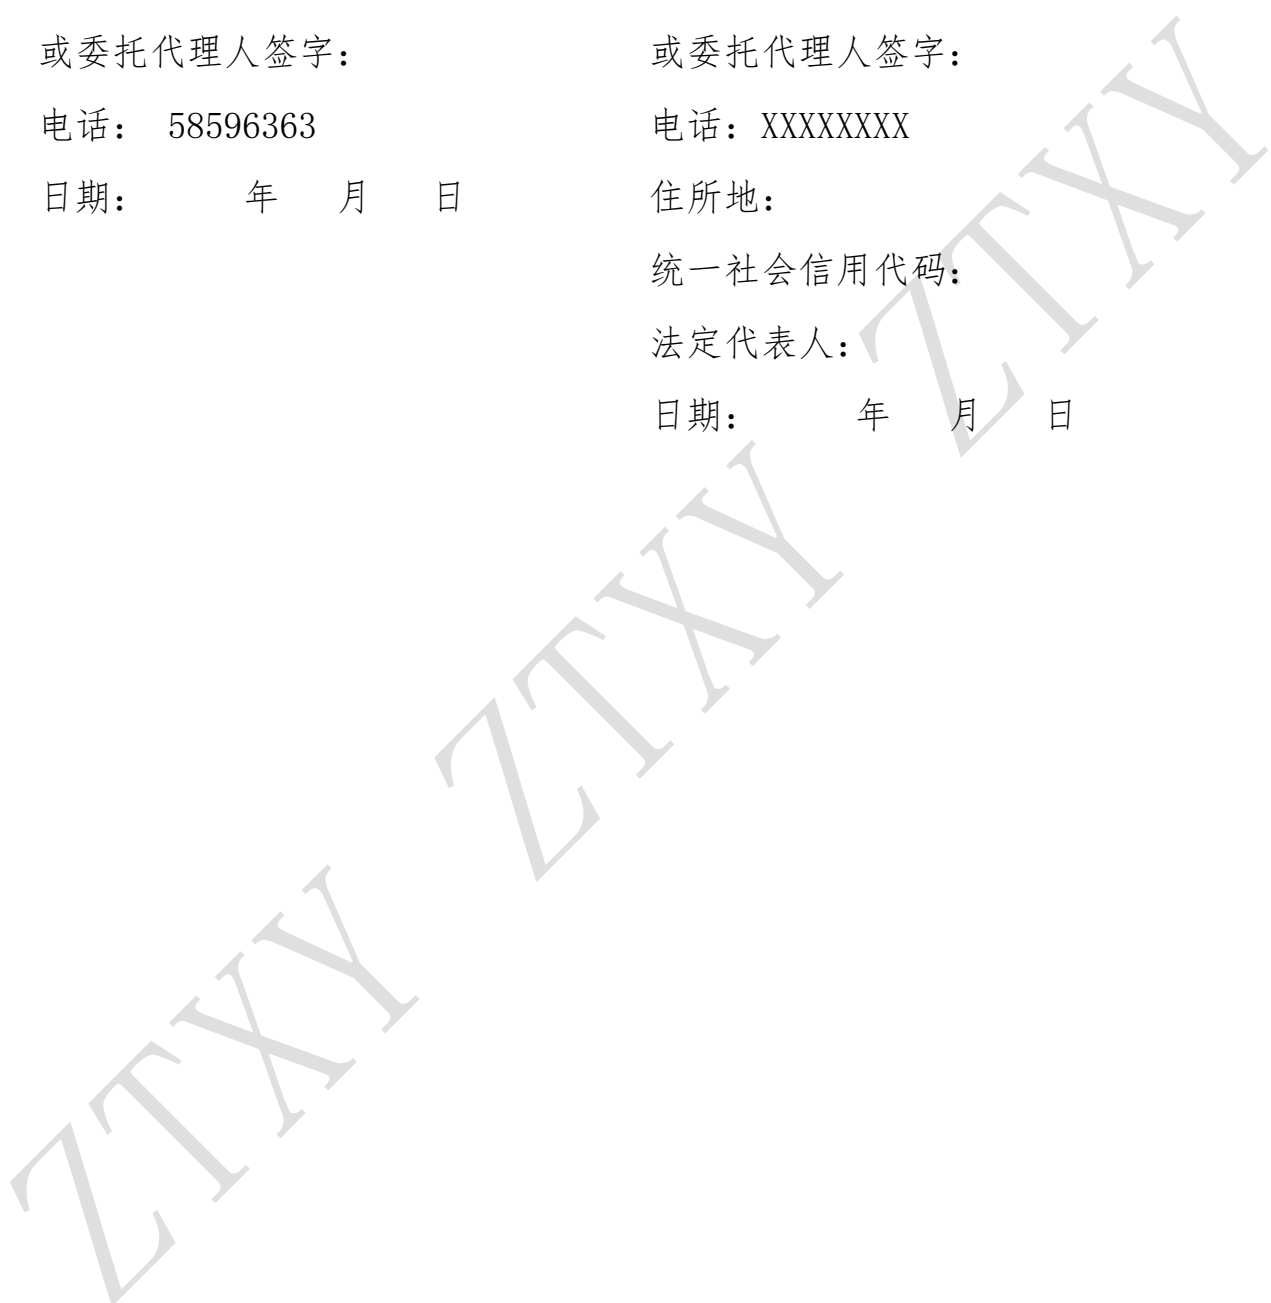 或委托代理人签字： 或委托代理人签字：
电话： 58596363 电话：XXXXXXXX
日期： 年 月 日 住所地：
统一社会信用代码：
法定代表人：
日期： 年 月 日
ZTXY ZTXY ZTXY